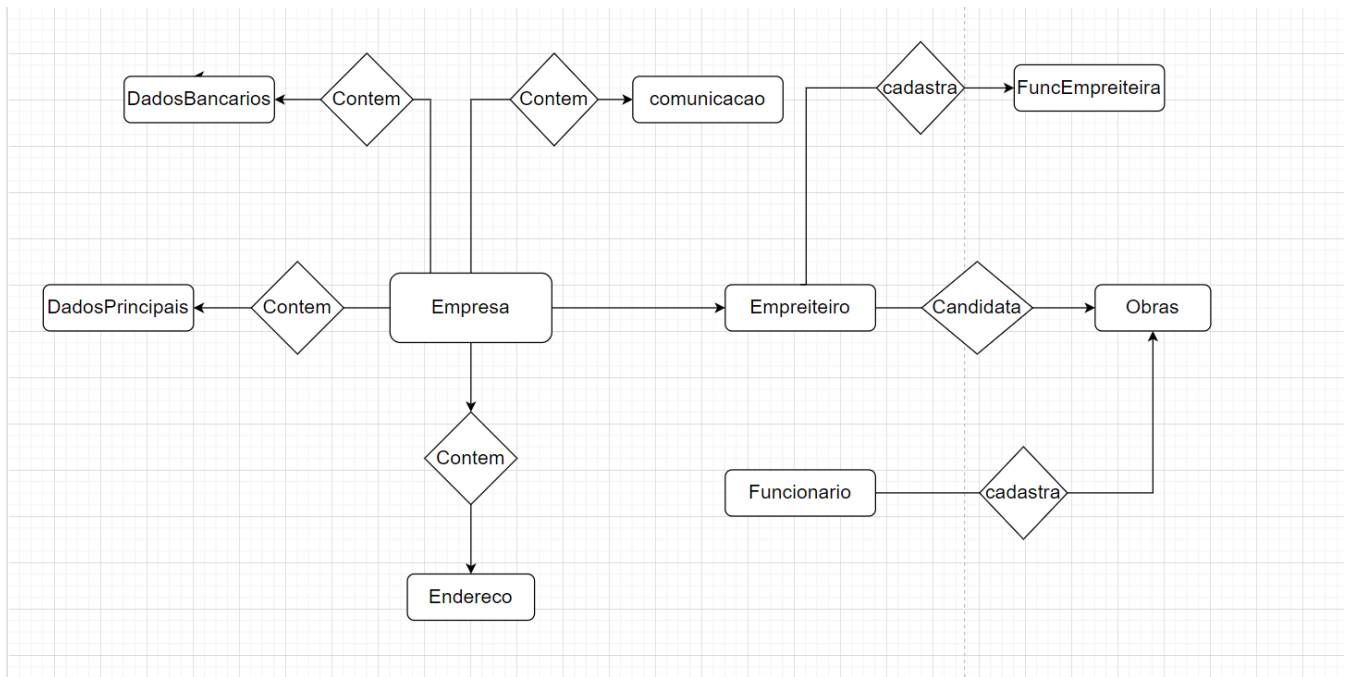 DadosBancarios
Contem
Contem
comunicacao
cadastra
FuncEmpreiteira
DadosPrincipais
Contem
Empresa
Empreiteiro
Candidata
Obras
Contem
Funcionario
cadastra
Endereco